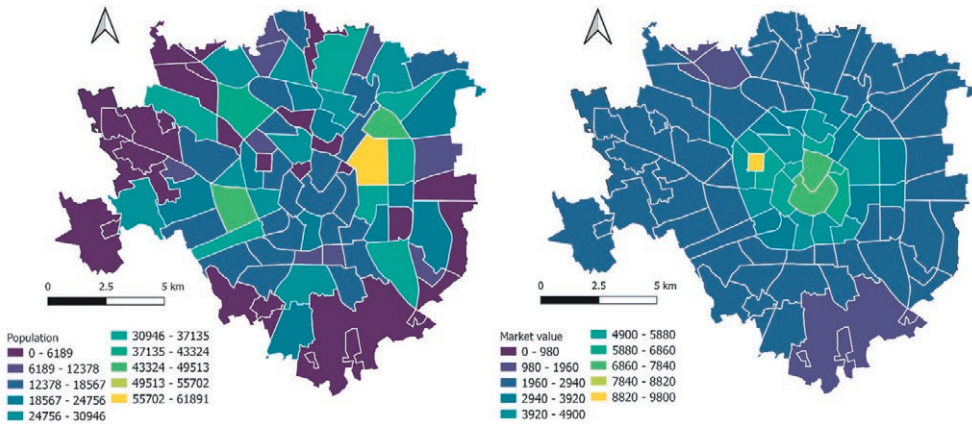 0 2.5 5 km
Population
0 - 6189
6189 - 12378
12378 - 18567
18567 - 24756
24756 - 30946
30946 - 37135
37135 - 43324
43324 - 49513
49513 - 55702
55702 - 61891
0 2.5 5 km
Market value
0 - 980
980 - 1960
1960 - 2940
2940 - 3920
3920 - 4900
4900 - 5880
5880 - 6860
6860 - 7840
7840 - 8820
8820 - 9800